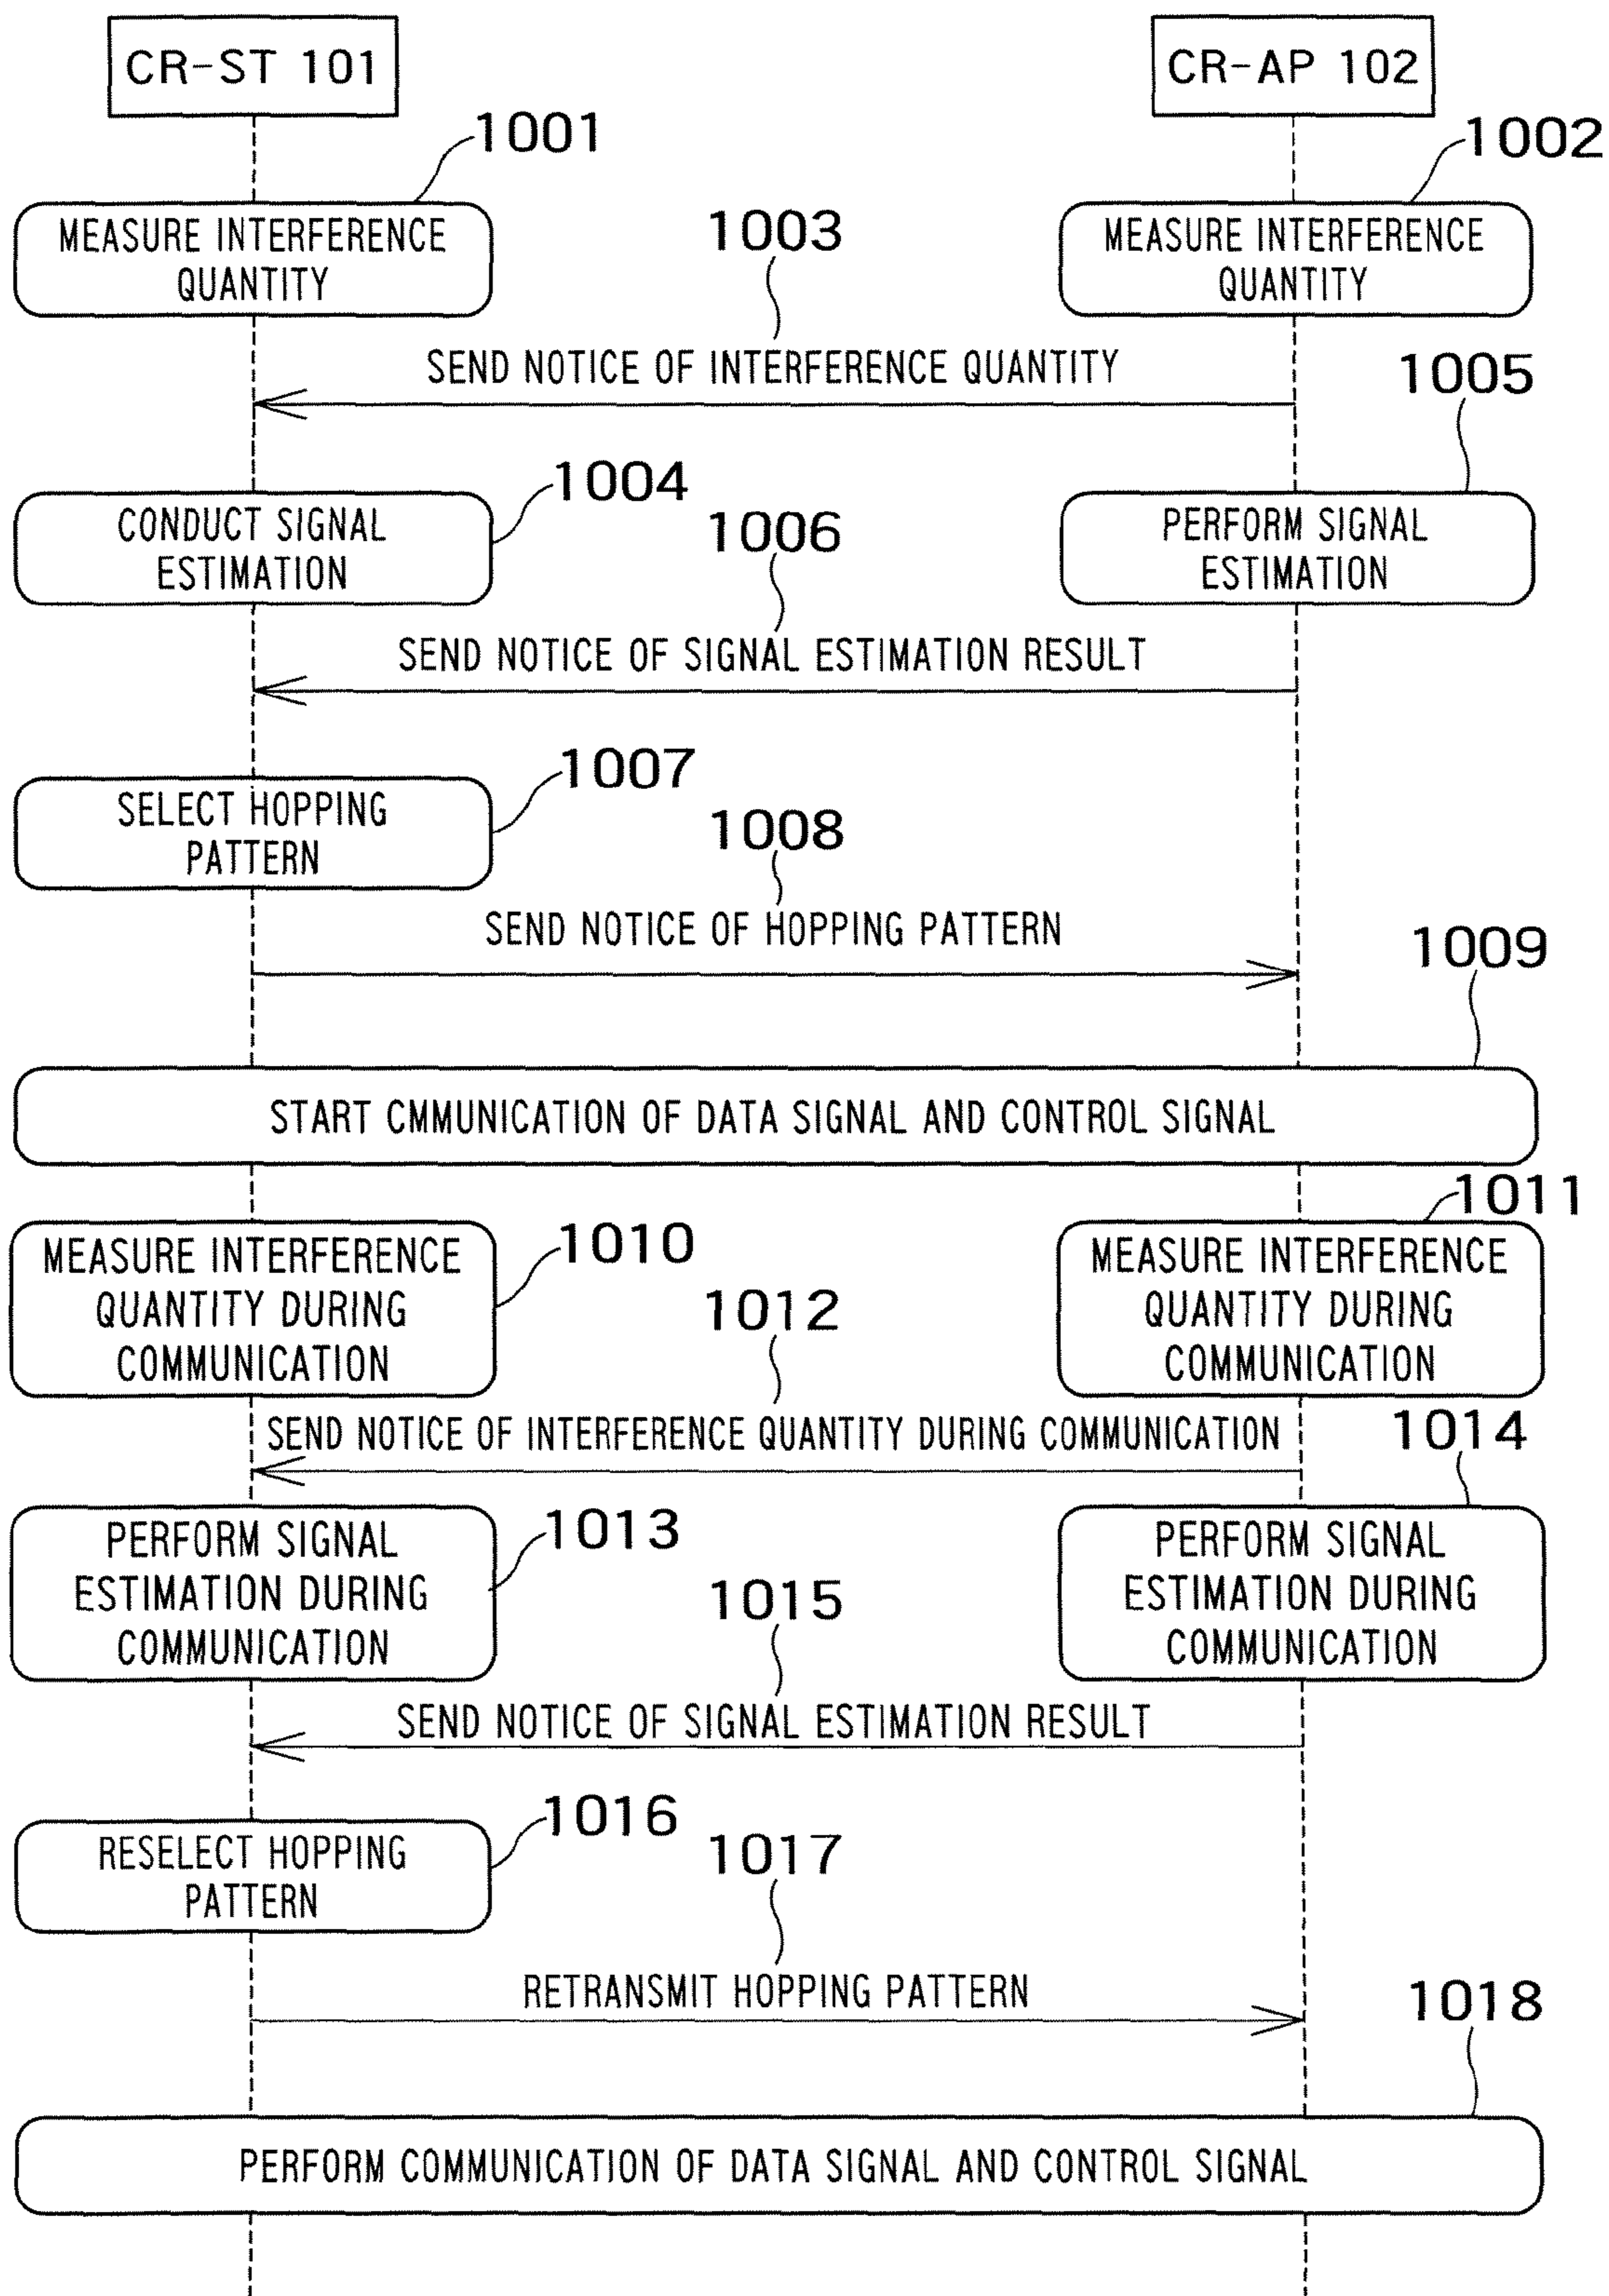 CR-ST 101
CR-AP 102
1001
1002
MEASURE INTERFERENCE
QUANTITY
MEASURE INTERFERENCE
QUANTITY
1003
SEND NOTICE OF INTERFERENCE QUANTITY
1005
1004
CONDUCT SIGNAL
ESTIMATION
1006
PERFORM SIGNAL
ESTIMATION
SEND NOTICE OF SIGNAL ESTIMATION RESULT
1007
SELECT HOPPING
PATTERN
1008
SEND NOTICE OF HOPPING PATTERN
1009
START CMMUNICATION OF DATA SIGNAL AND CONTROL SIGNAL
1011
1010
MEASURE INTERFERENCE
QUANTITY DURING
COMMUNICATION
1012
MEASURE INTERFERENCE
QUANTITY DURING
COMMUNICATION
SEND NOTICE OF INTERFERENCE QUANTITY DURING COMMUNICATION
1014
1013
PERFORM SIGNAL
ESTIMATION DURING
COMMUNICATION
1015
PERFORM SIGNAL
ESTIMATION DURING
COMMUNICATION
SEND NOTICE OF SIGNAL ESTIMATION RESULT
1016
RESELECT HOPPING
PATTERN
1017
RETRANSMIT HOPPING PATTERN
1018
PERFORM COMMUNICATION OF DATA SIGNAL AND CONTROL SIGNAL